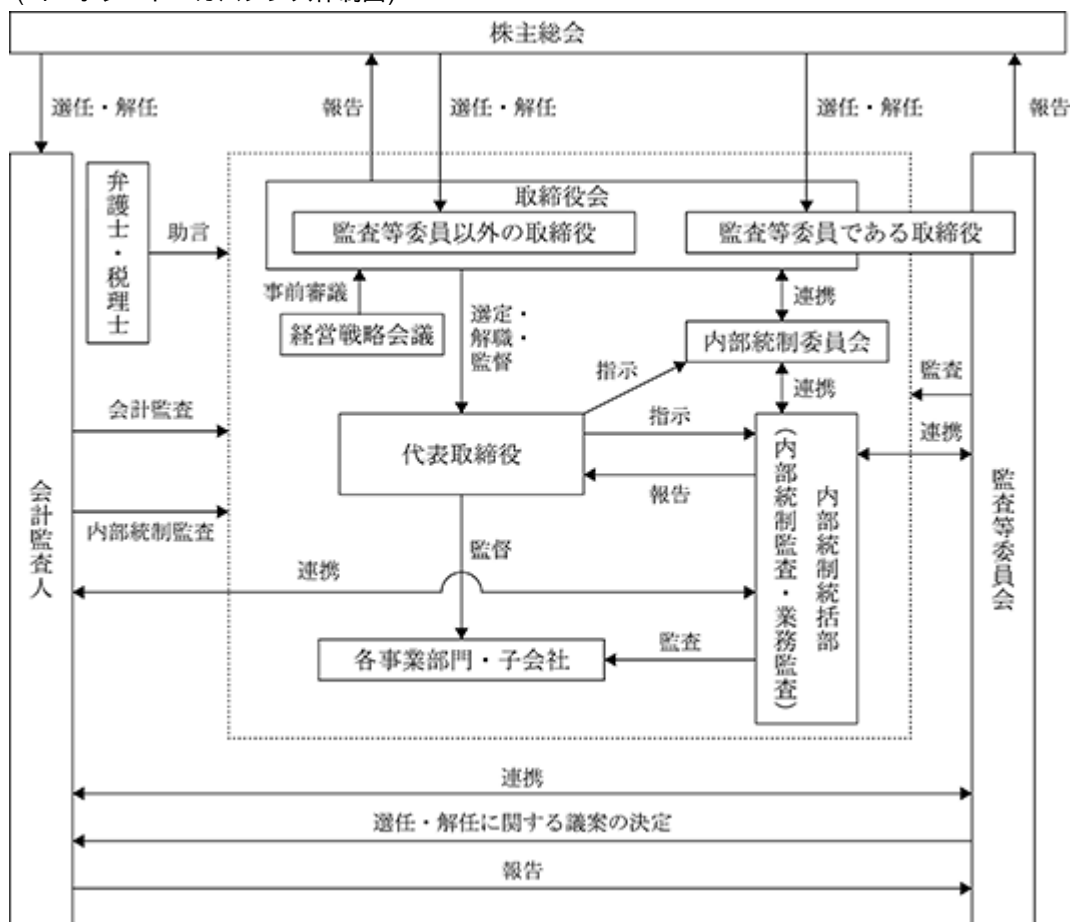 株主総会
選任・解任
報告
選任・解任
選任・解任
報告
弁護士・税理士
助言
取締役会
監査等委員以外の取締役
監査等委員である取締役
事前審議
経営戦略会議
選定・
解職・
監督
連携
内部統制委員会
指示
連携
監査
会計監査
代表取締役
指示
連携
報告
内部統制監査
会計監査人
内部統制統括部
(内部統制監査・業務監査)
監査等委員会
監督
連携
各事業部門・子会社
監査
連携
選任・解任に関する議案の決定
報告